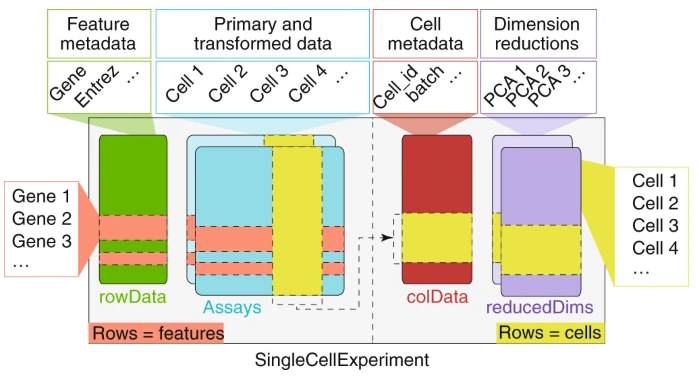 Feature
metadata
Primary and
transformed data
Cell
metadata
Dimension
reductions
Gene
Entrez
...
Cell 1
Cell 2
Cell 3
Cell 4
...
Cell_id
batch
...
PCA 1
PCA 2
PCA 3
...
Gene 1
Gene 2
Gene 3
...
Cell 1
Cell 2
Cell 3
Cell 4
...
rowData
Assays
colData
reducedDims
Rows = features
Rows = cells
SingleCellExperiment